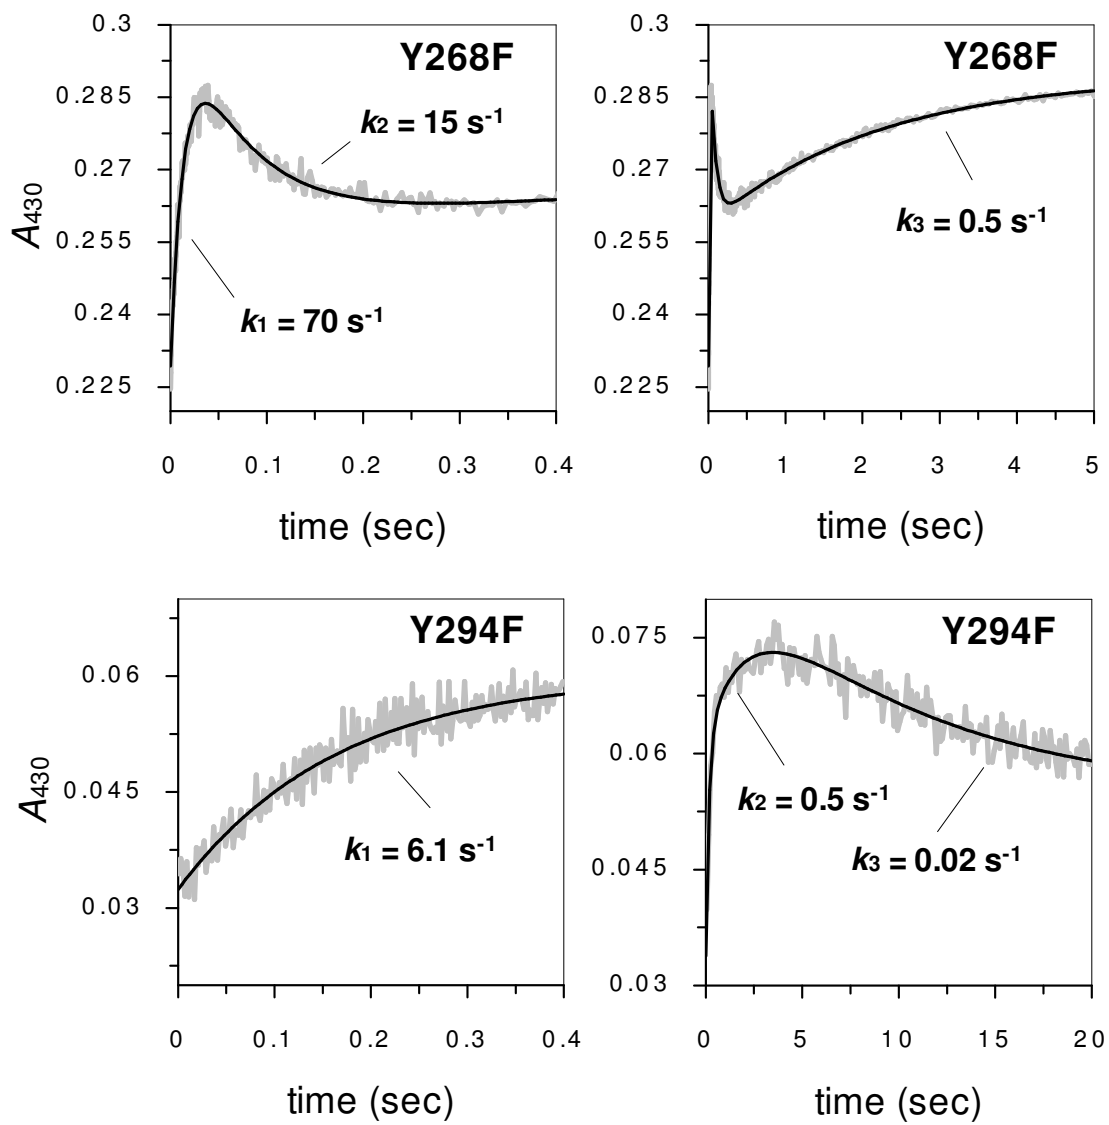 Y268F
k2 = 15 s-1
k1 = 70 s-1
A430
0.3
0.285
0.27
0.255
0.24
0.225
0 0.1 0.2 0.3 0.4
time (sec)
Y268F
k3 = 0.5 s-1
0.3
0.285
0.27
0.255
0.24
0.225
0 1 2 3 4 5
time (sec)
Y294F
k1 = 6.1 s-1
A430
0.06
0.045
0.03
0 0.1 0.2 0.3 0.4
time (sec)
Y294F
k2 = 0.5 s-1
k3 = 0.02 s-1
0.075
0.06
0.045
0.03
0 5 10 15 20
time (sec)